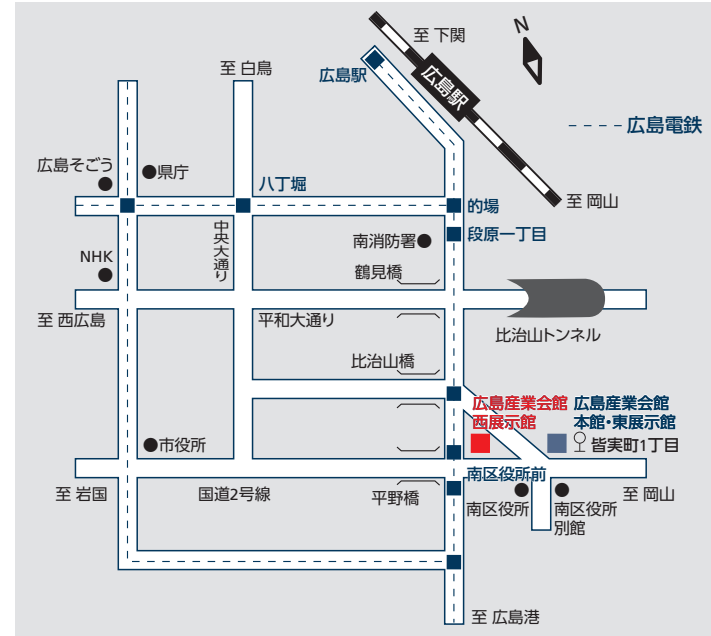 N
至 下関
広島駅
広島駅
至 白鳥
広島電鉄
広島そごう
県庁
八丁堀
的場
至 岡山
中央大通り
南消防署
段原一丁目
NHK
鶴見橋
至 西広島
平和大通り
比治山トンネル
比治山橋
広島産業会館
西展示館
広島産業会館
本館・東展示館
市役所
皆実町1丁目
南区役所前
至 岩国
国道2号線
平野橋
南区役所
南区役所
別館
至 岡山
至 広島港